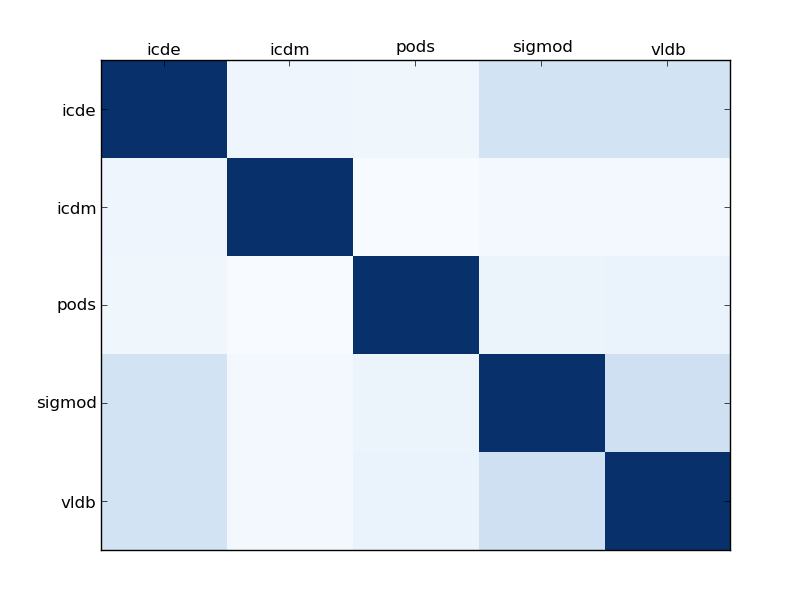 icde icdm pods sigmod vldb
icde
icdm
pods
sigmod
vldb